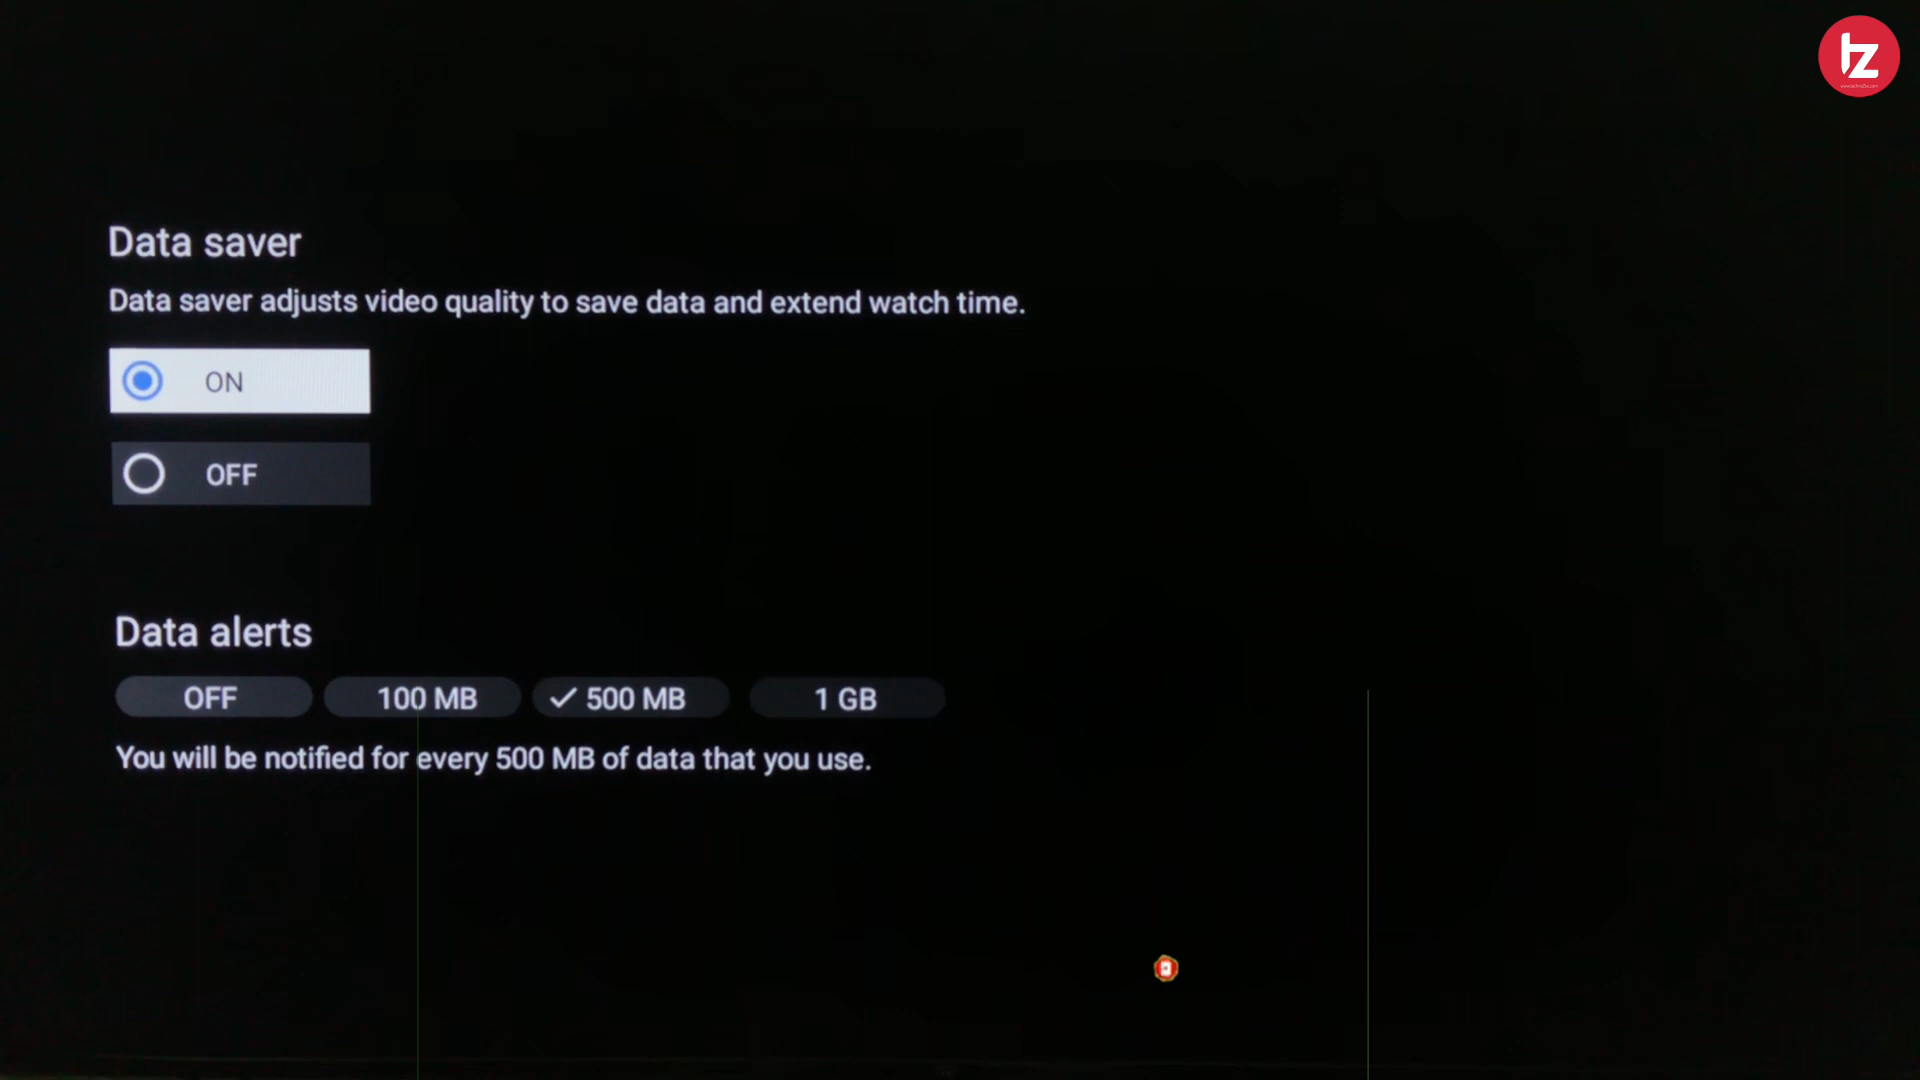 tz
Data saver
Data saver adjusts video quality to save data and extend watch time.
ON
OFF
Data alerts
OFF
100 MB
500 MB
1 GB
You will be notified for every 500 MB of data that you use.